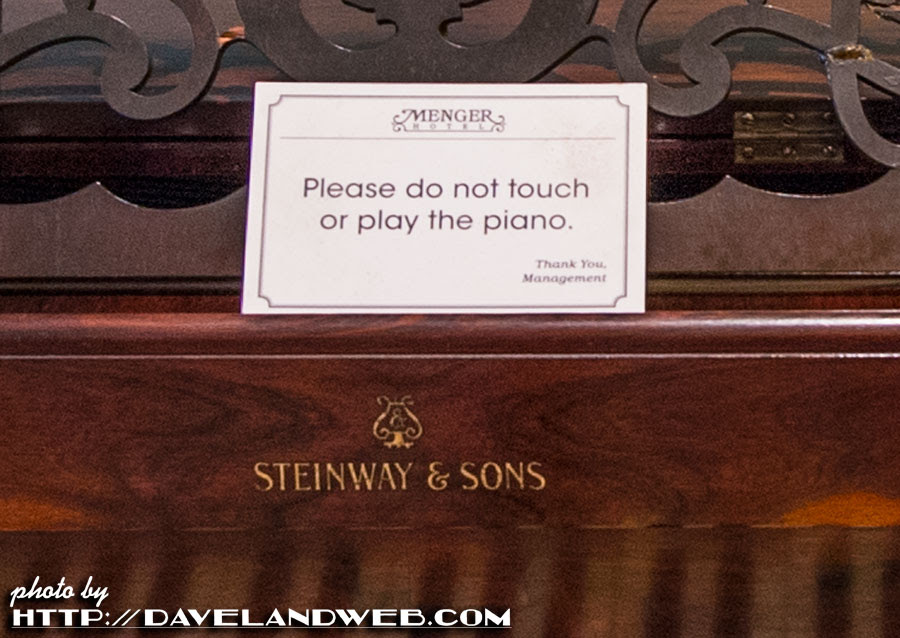 MENGER
HOTEL
Please do not touch
or play the piano.
Thank You,
Management
&
STEINWAY & SONS
photo by
HTTP://DAVELANDWEB.COM